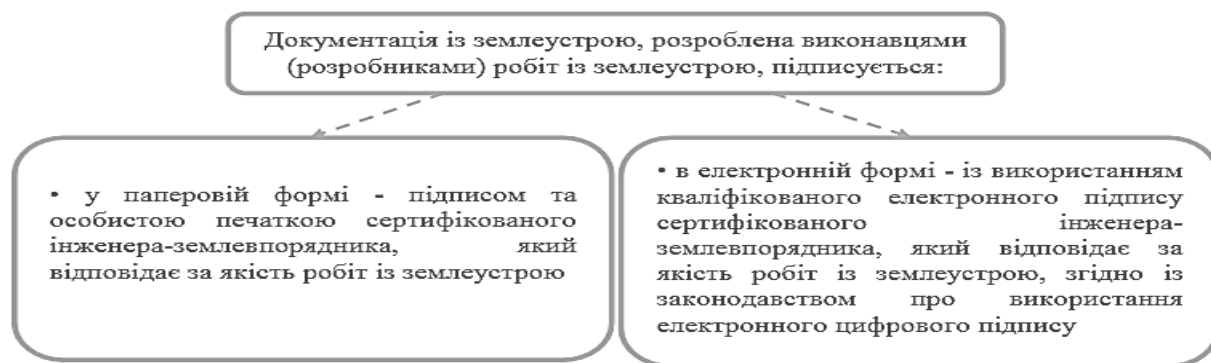 Документація із землеустрою, розроблена виконавцями
(розробниками) робіт із землеустрою, підписується:
• у паперовій формі - підписом та
особистою печаткою сертифікованого
інженера-землевпорядника, який
відповідає за якість робіт із землеустрою
• в електронній формі - із використанням
кваліфікованого електронного підпису
сертифікованого інженера-
землевпорядника, який відповідає за
якість робіт із землеустрою, згідно із
законодавством про використання
електронного цифрового підпису